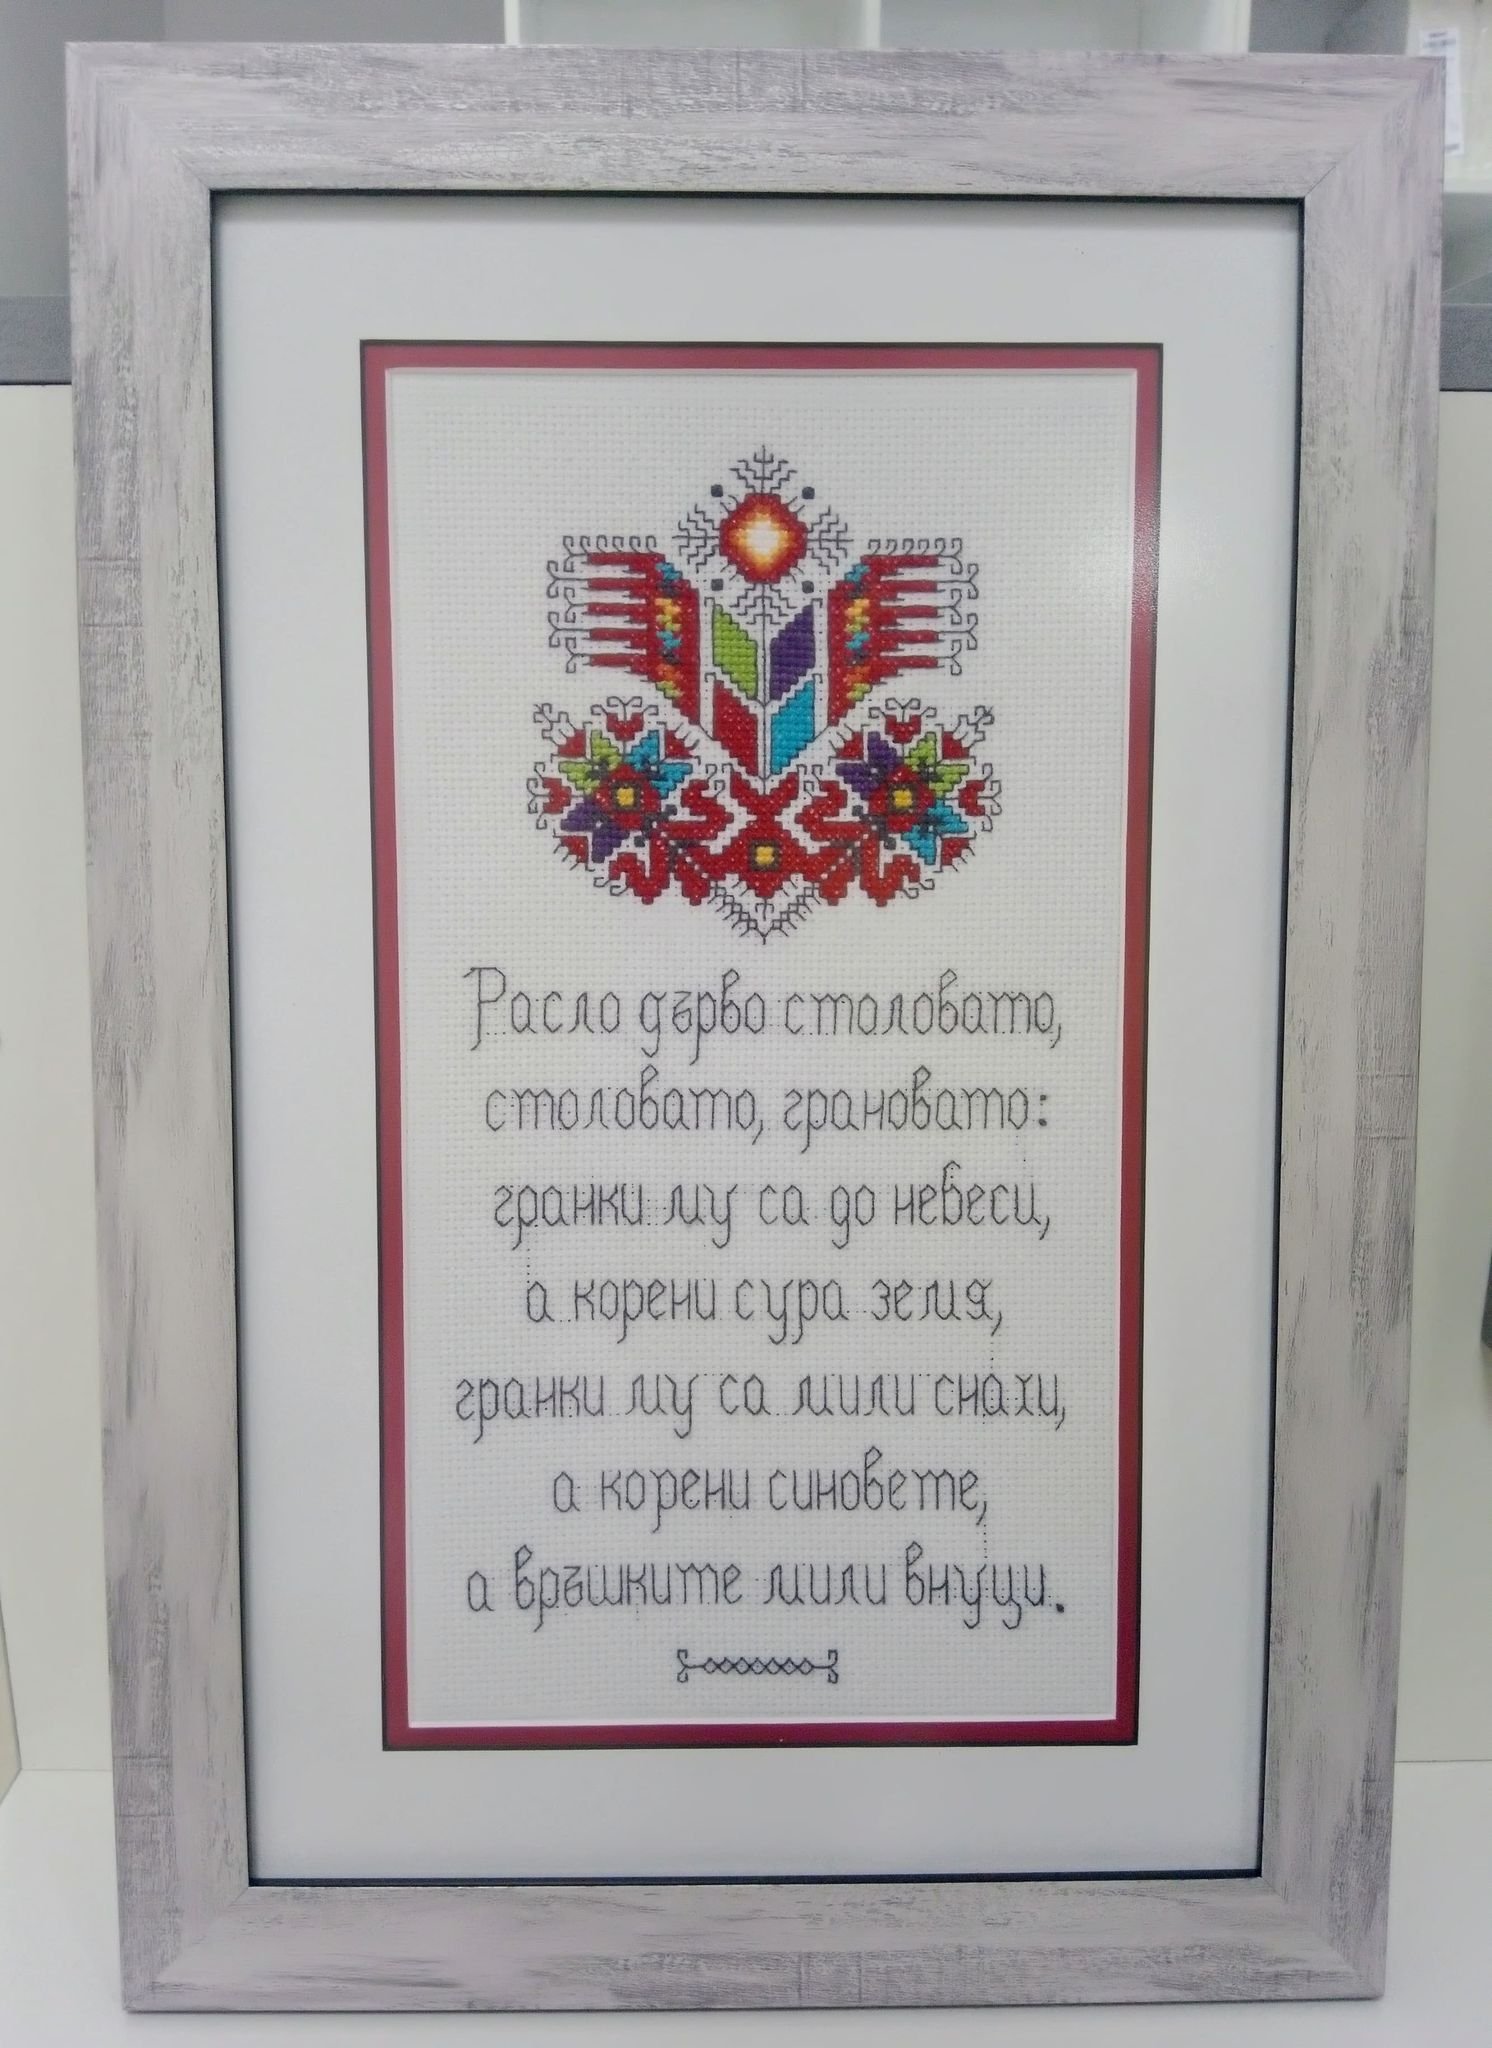 Расло дърво столовато,
столовато, грановато:
гранки му са до небеси,
а корени сура земя,
гранки му са мили снахи,
а корени синовете,
а връшките мили внуци.